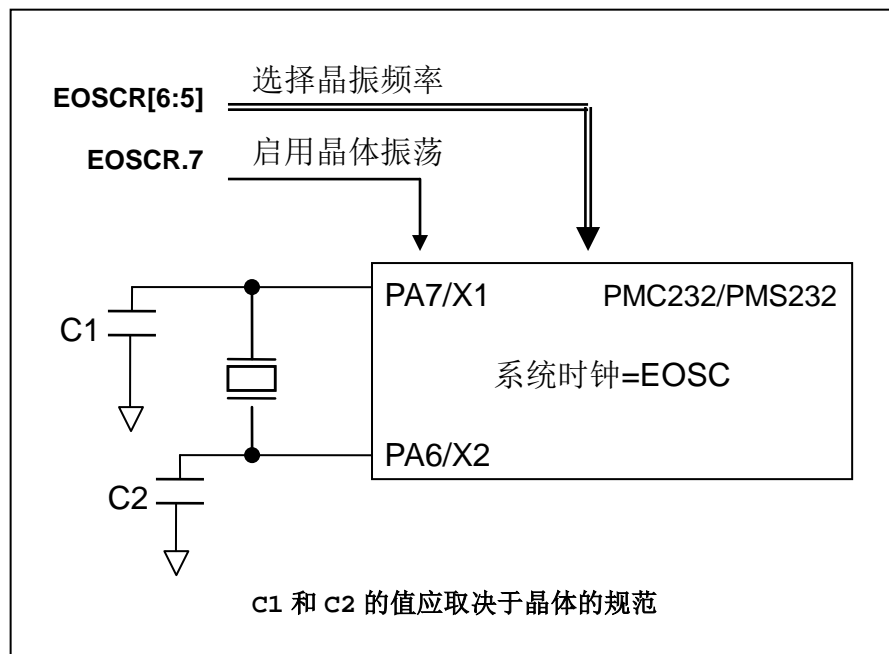 EOSCR[6:5] 选择晶振频率
EOSCR.7 启用晶体振荡
PA7/X1 PMC232/PMS232
C1
系统时钟=EOSC
PA6/X2
C2
C1 和 C2 的值应取决于晶体的规范